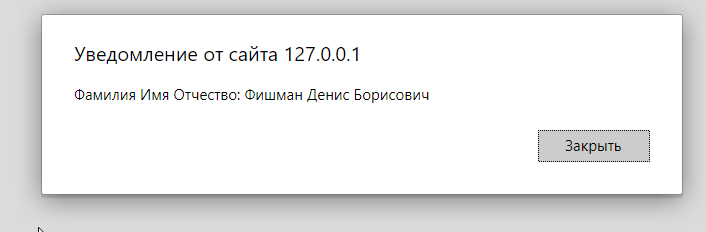 Уведомление от сайта 127.0.0.1
Фамилия Имя Отчество: Фишман Денис Борисович
Закрыть